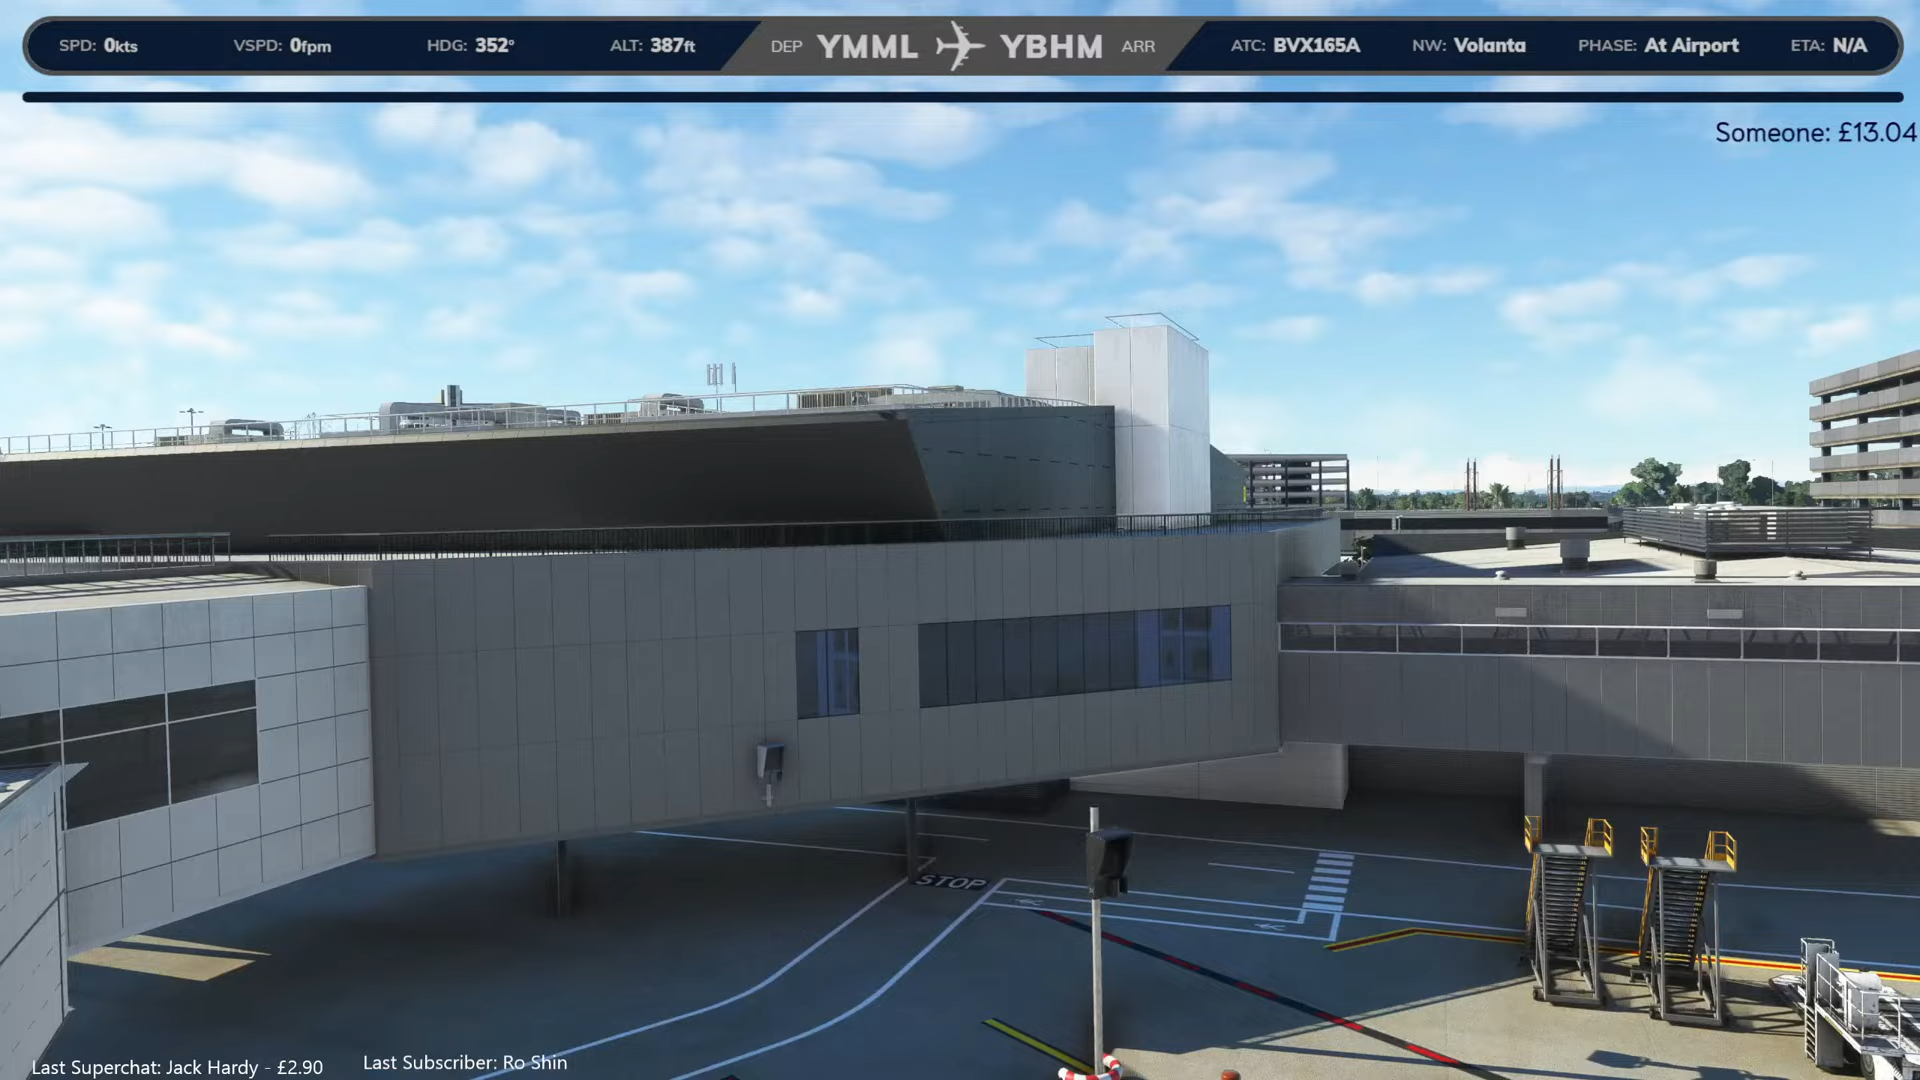 SPD: 0kts VSPD: 0fpm HDG: 352° ALT: 387ft DEP YMML YBHM ARR ATC: BVX165A NW: Volanta PHASE: At Airport ETA: N/A
Someone: £13.04
STOP
Last Superchat: Jack Hardy - £2.90 Last Subscriber: Ro Shin